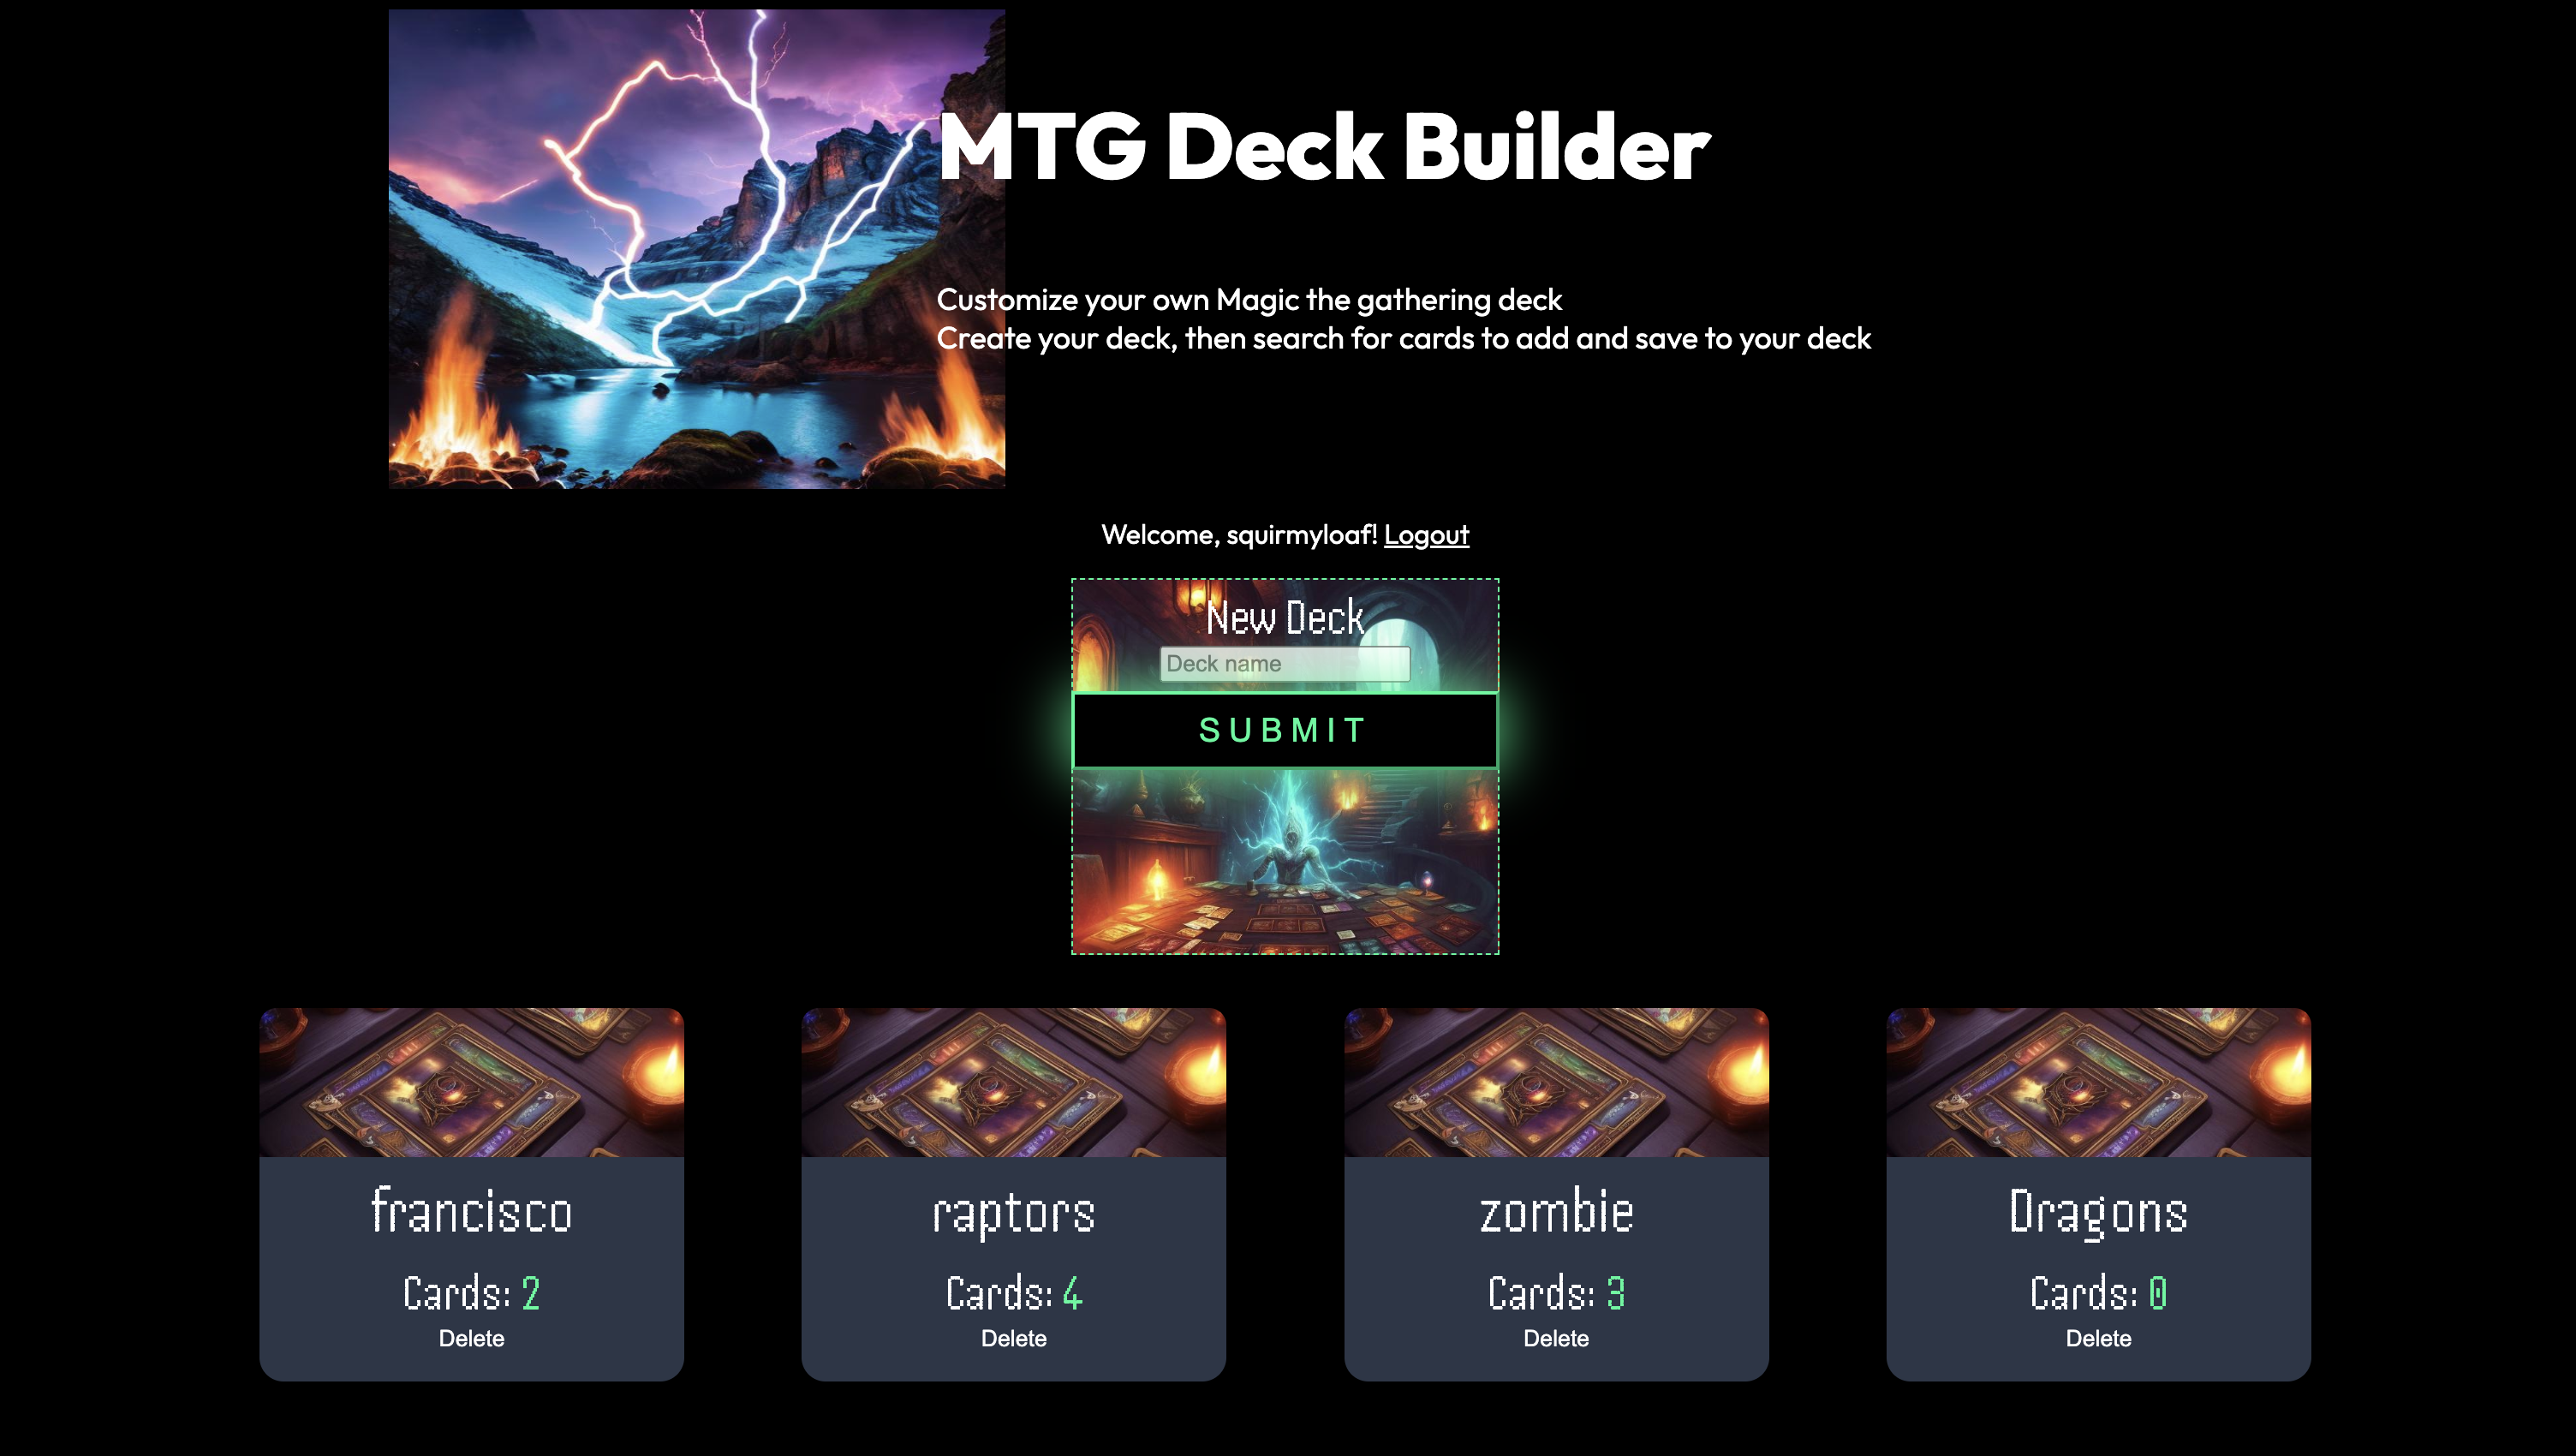 MTG Deck Builder
Customize your own Magic the gathering deck
Create your deck, then search for cards to add and save to your deck
Welcome, squirmyloaf! Logout
New Deck
Deck name
SUBMIT
francisco
Cards: 2
Delete
raptors
Cards: 4
Delete
zombie
Cards: 3
Delete
Dragons
Cards: 0
Delete